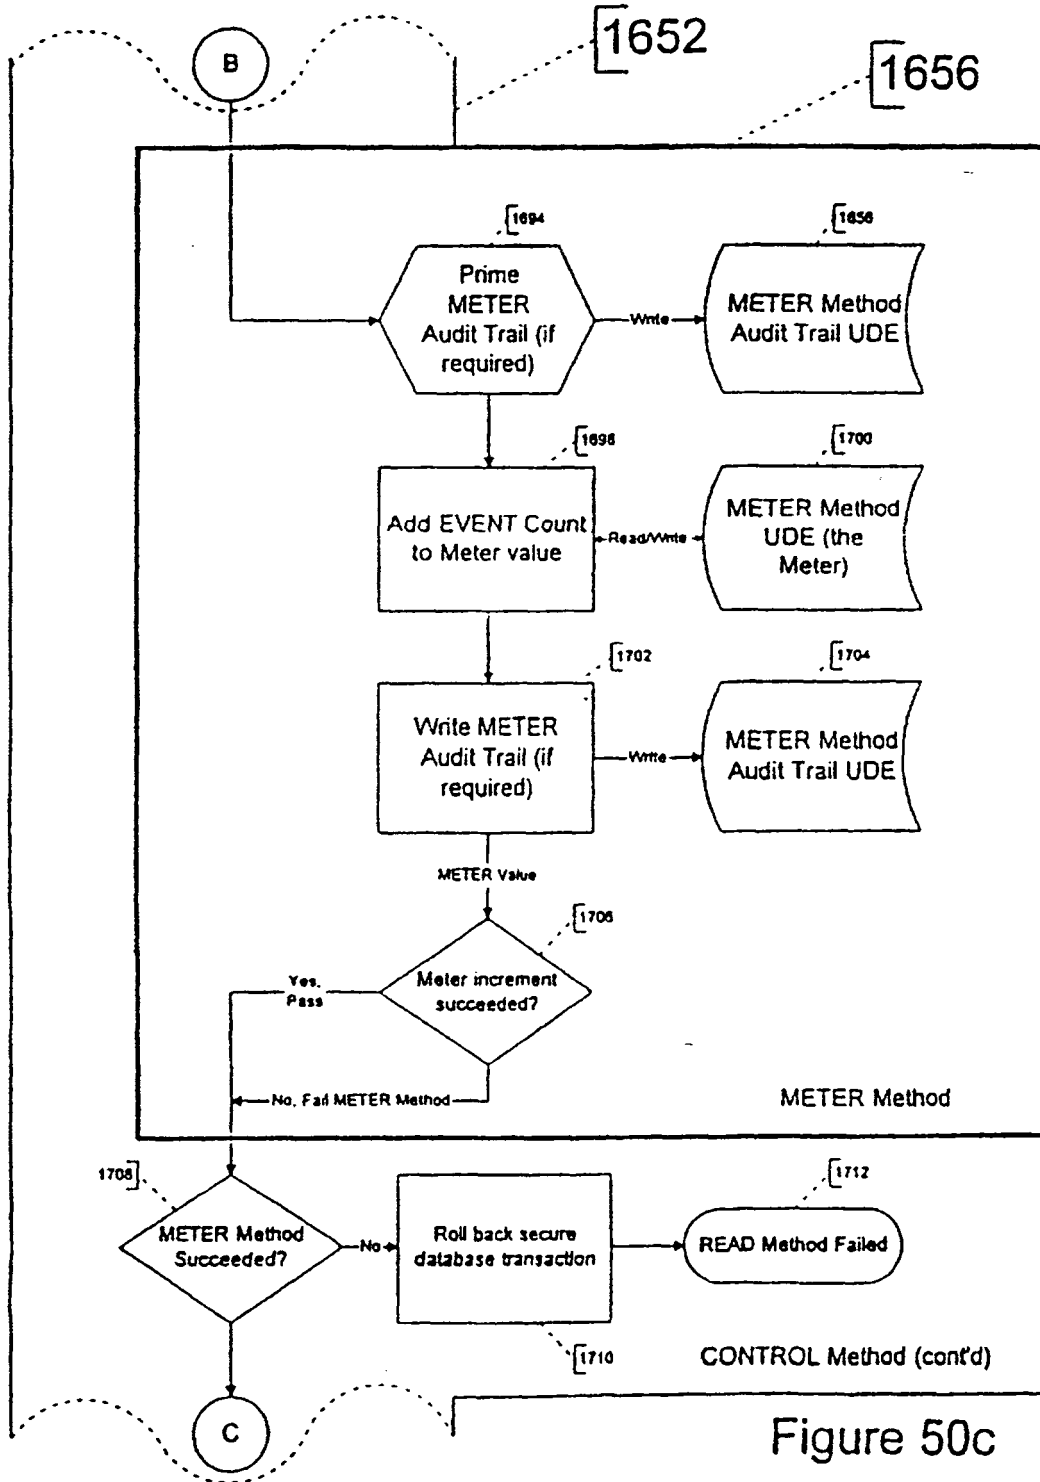 1652
B
1656
1694
1656
Prime
METER
Audit Trail (if
required)
Write
METER Method
Audit Trail UDE
1698
1700
Add EVENT Count
to Meter value
Read/Write
METER Method
UDE (the
Meter)
1702
1704
Write METER
Audit Trail (if
required)
Write
METER Method
Audit Trail UDE
METER Value
1706
Meter increment
succeeded?
Yes,
Pass
No, Fail METER Method
METER Method
1708
1712
METER Method
Succeeded?
No
Roll back secure
database transaction
READ Method Failed
1710
CONTROL Method (cont'd)
C
Figure 50c